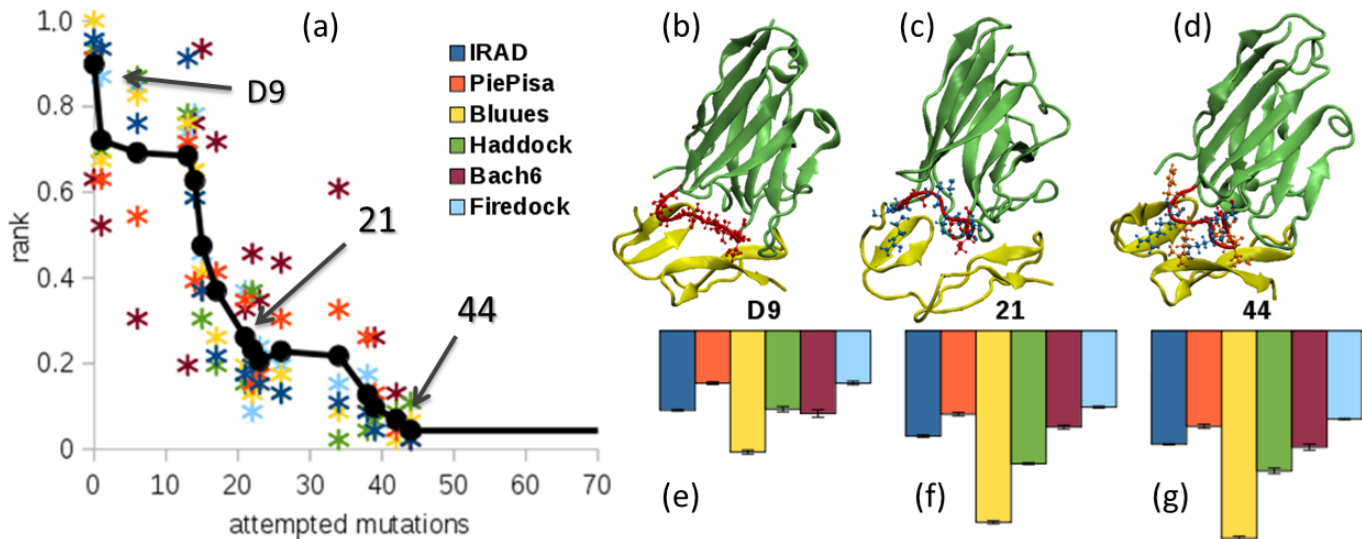 (a)
1.0
0.8
0.6
0.4
0.2
0
rank
0 10 20 30 40 50 60 70
attempted mutations
D9
21
44
IRAD
PiePisa
Bluues
Haddock
Bach6
Firedock
(b) (c) (d)
D9 21 44
(e) (f) (g)